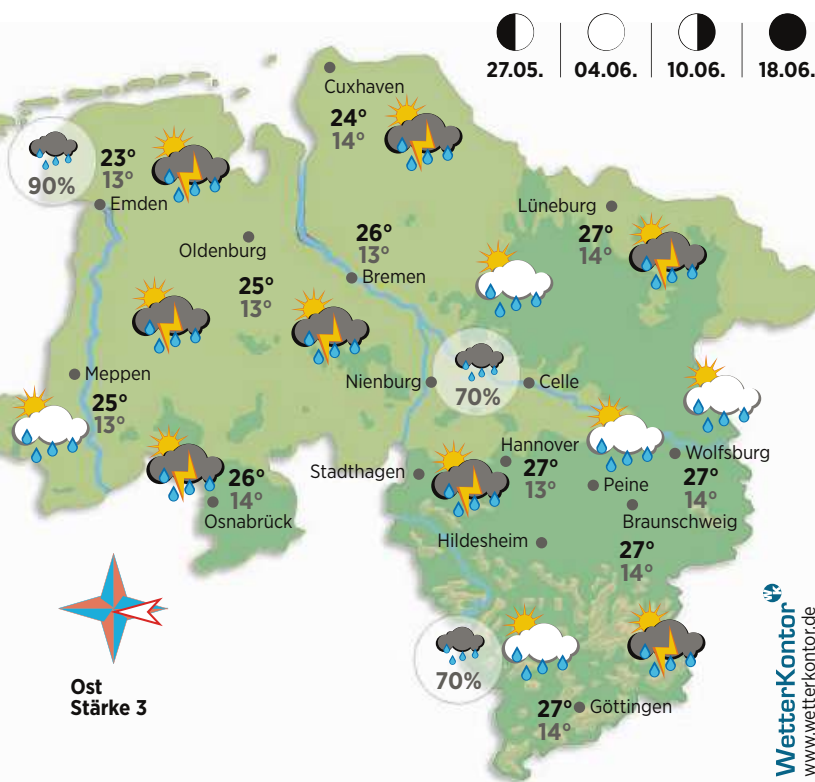 27.05.
04.06.
10.06.
18.06.
Cuxhaven
24°
14°
90%
23°
13°
Emden
Lüneburg
27°
14°
Oldenburg
25°
13°
26°
13°
Bremen
Meppen
25°
13°
Nienburg
70%
Celle
Stadthagen
Hannover
27°
13°
Wolfsburg
27°
14°
Peine
26°
14°
Osnabrück
Braunschweig
27°
14°
Hildesheim
70%
Ost
Stärke 3
27°
14°
Göttingen
WK
WetterKontor
www.wetterkontor.de